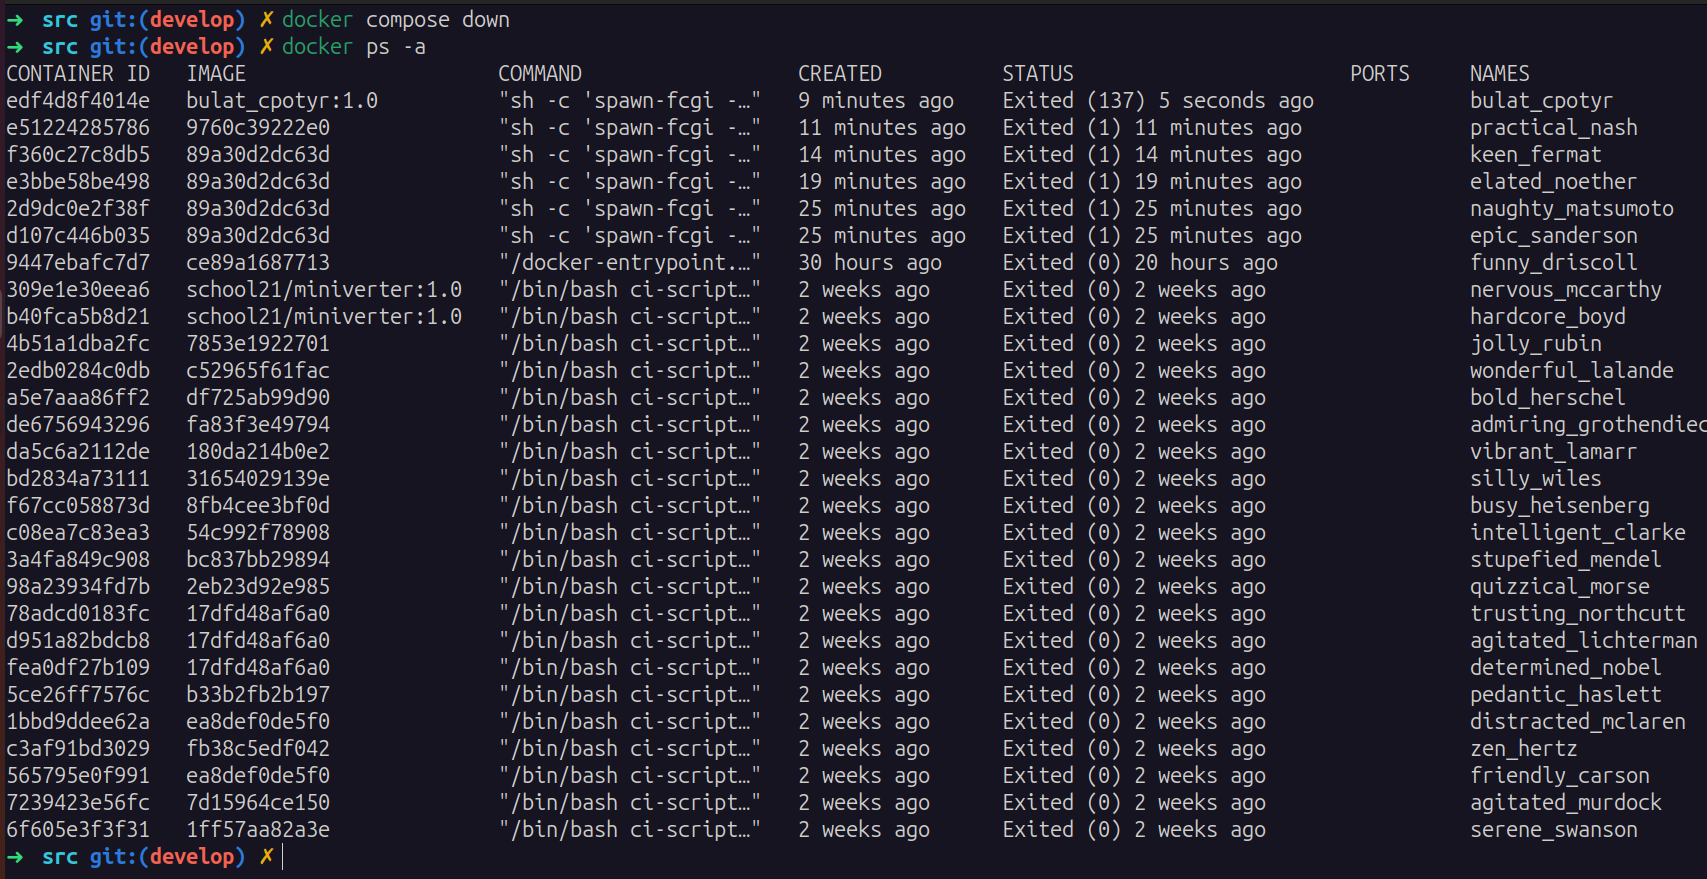 ➜ src git:(develop) ✗ docker compose down
➜ src git:(develop) ✗ docker ps -a
CONTAINER ID IMAGE COMMAND CREATED STATUS PORTS NAMES
edf4d8f4014e bulat_cpotyr:1.0 "sh -c 'spawn-fcgi -…" 9 minutes ago Exited (137) 5 seconds ago bulat_cpotyr
e51224285786 9760c39222e0 "sh -c 'spawn-fcgi -…" 11 minutes ago Exited (1) 11 minutes ago practical_nash
f360c27c8db5 89a30d2dc63d "sh -c 'spawn-fcgi -…" 14 minutes ago Exited (1) 14 minutes ago keen_fermat
e3bbe58be498 89a30d2dc63d "sh -c 'spawn-fcgi -…" 19 minutes ago Exited (1) 19 minutes ago elated_noether
2d9dc0e2f38f 89a30d2dc63d "sh -c 'spawn-fcgi -…" 25 minutes ago Exited (1) 25 minutes ago naughty_matsumoto
d107c446b035 89a30d2dc63d "sh -c 'spawn-fcgi -…" 25 minutes ago Exited (1) 25 minutes ago epic_sanderson
9447ebafc7d7 ce89a1687713 "/docker-entrypoint.…" 30 hours ago Exited (0) 20 hours ago funny_driscoll
309e1e30eea6 school21/miniverter:1.0 "/bin/bash ci-script…" 2 weeks ago Exited (0) 2 weeks ago nervous_mccarthy
b40fca5b8d21 school21/miniverter:1.0 "/bin/bash ci-script…" 2 weeks ago Exited (0) 2 weeks ago hardcore_boyd
4b51a1dba2fc 7853e1922701 "/bin/bash ci-script…" 2 weeks ago Exited (0) 2 weeks ago jolly_rubin
2edb0284c0db c52965f61fac "/bin/bash ci-script…" 2 weeks ago Exited (0) 2 weeks ago wonderful_lalande
a5e7aaa86ff2 df725ab99d90 "/bin/bash ci-script…" 2 weeks ago Exited (0) 2 weeks ago bold_herschel
de6756943296 fa83f3e49794 "/bin/bash ci-script…" 2 weeks ago Exited (0) 2 weeks ago admiring_grothendiec
da5c6a2112de 180da214b0e2 "/bin/bash ci-script…" 2 weeks ago Exited (0) 2 weeks ago vibrant_lamarr
bd2834a73111 31654029139e "/bin/bash ci-script…" 2 weeks ago Exited (0) 2 weeks ago silly_wiles
f67cc058873d 8fb4cee3bf0d "/bin/bash ci-script…" 2 weeks ago Exited (0) 2 weeks ago busy_heisenberg
c08ea7c83ea3 54c992f78908 "/bin/bash ci-script…" 2 weeks ago Exited (0) 2 weeks ago intelligent_clarke
3a4fa849c908 bc837bb29894 "/bin/bash ci-script…" 2 weeks ago Exited (0) 2 weeks ago stupefied_mendel
98a23934fd7b 2eb23d92e985 "/bin/bash ci-script…" 2 weeks ago Exited (0) 2 weeks ago quizzical_morse
78adcd0183fc 17dfd48af6a0 "/bin/bash ci-script…" 2 weeks ago Exited (0) 2 weeks ago trusting_northcutt
d951a82bdcb8 17dfd48af6a0 "/bin/bash ci-script…" 2 weeks ago Exited (0) 2 weeks ago agitated_lichterman
fea0df27b109 17dfd48af6a0 "/bin/bash ci-script…" 2 weeks ago Exited (0) 2 weeks ago determined_nobel
5ce26ff7576c b33b2fb2b197 "/bin/bash ci-script…" 2 weeks ago Exited (0) 2 weeks ago pedantic_haslett
1bbd9ddee62a ea8def0de5f0 "/bin/bash ci-script…" 2 weeks ago Exited (0) 2 weeks ago distracted_mclaren
c3af91bd3029 fb38c5edf042 "/bin/bash ci-script…" 2 weeks ago Exited (0) 2 weeks ago zen_hertz
565795e0f991 ea8def0de5f0 "/bin/bash ci-script…" 2 weeks ago Exited (0) 2 weeks ago friendly_carson
7239423e56fc 7d15964ce150 "/bin/bash ci-script…" 2 weeks ago Exited (0) 2 weeks ago agitated_murdock
6f605e3f3f31 1ff57aa82a3e "/bin/bash ci-script…" 2 weeks ago Exited (0) 2 weeks ago serene_swanson
➜ src git:(develop) ✗